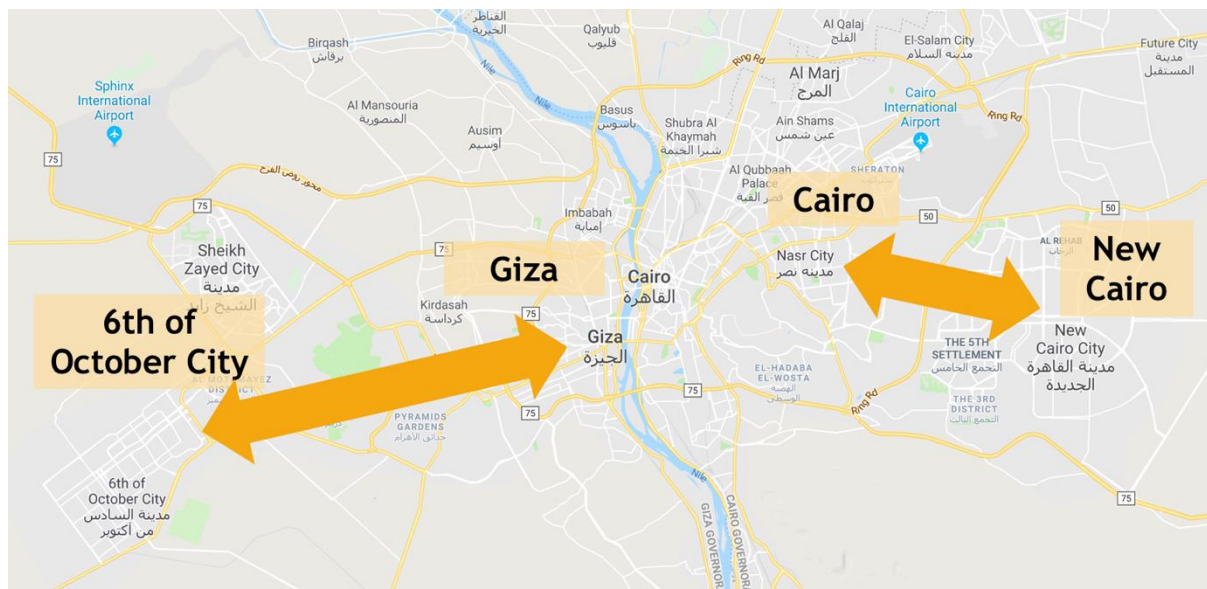 القناطر
الخيرية
Qalyub
قليوب
Al Qalaj
القلج
El-Salam City
مدينة السلام
Future City
مدينة
المستقبل
Birqash
برقاش
Nile
Ring Rd
Al Marj
المرج
Sphinx
International
Airport
Al Mansouria
المنصورية
Nile
Basus
باسوس
Cairo
International
Airport
Ring Rd
Ausim
أوسيم
Shubra Al
Khaymah
شبرا الخيمة
Ain Shams
عين شمس
75
محور روض الفرج
Al Qubbaah
Palace
قصر القبة
SHERATON
75
Imbabah
إمبابة
Cairo
50
50
Sheikh
Zayed City
مدينة
الشيخ زايد
75
Giza
Nasr City
مدينة نصر
AL REHAB
الرحاب
New
Cairo
Cairo
القاهرة
Kirdasah
كرداسة
75
6th of
October City
Giza
الجيزة
THE 5TH
SETTLEMENT
التجمع الخامس
New
Cairo City
مدينة القاهرة
الجديدة
EL-HADABA
EL-WOSTA
الهضبة
الوسطى
75
75
Ring Rd
THE 3RD
DISTRICT
التجمع الثالث
PYRAMIDS
GARDENS
حدائق الأهرام
6th of
October City
مدينة السادس
من أكتوبر
Nile
75
GIZA GOVERNOR
CAIRO GOVERNOR